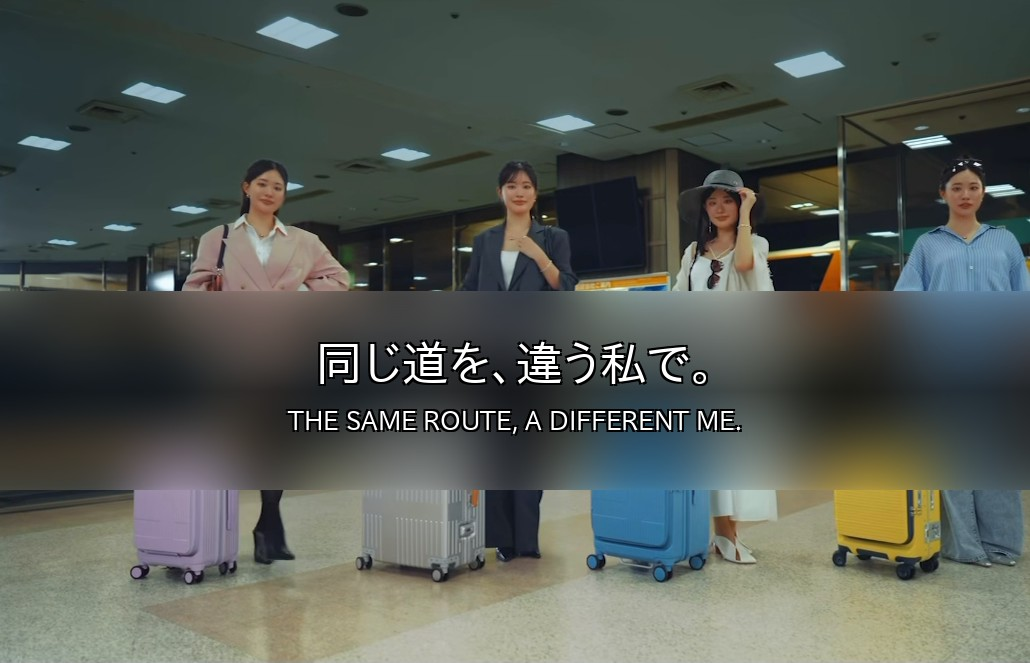 同じ道を、違う私で。
THE SAME ROUTE, A DIFFERENT ME.